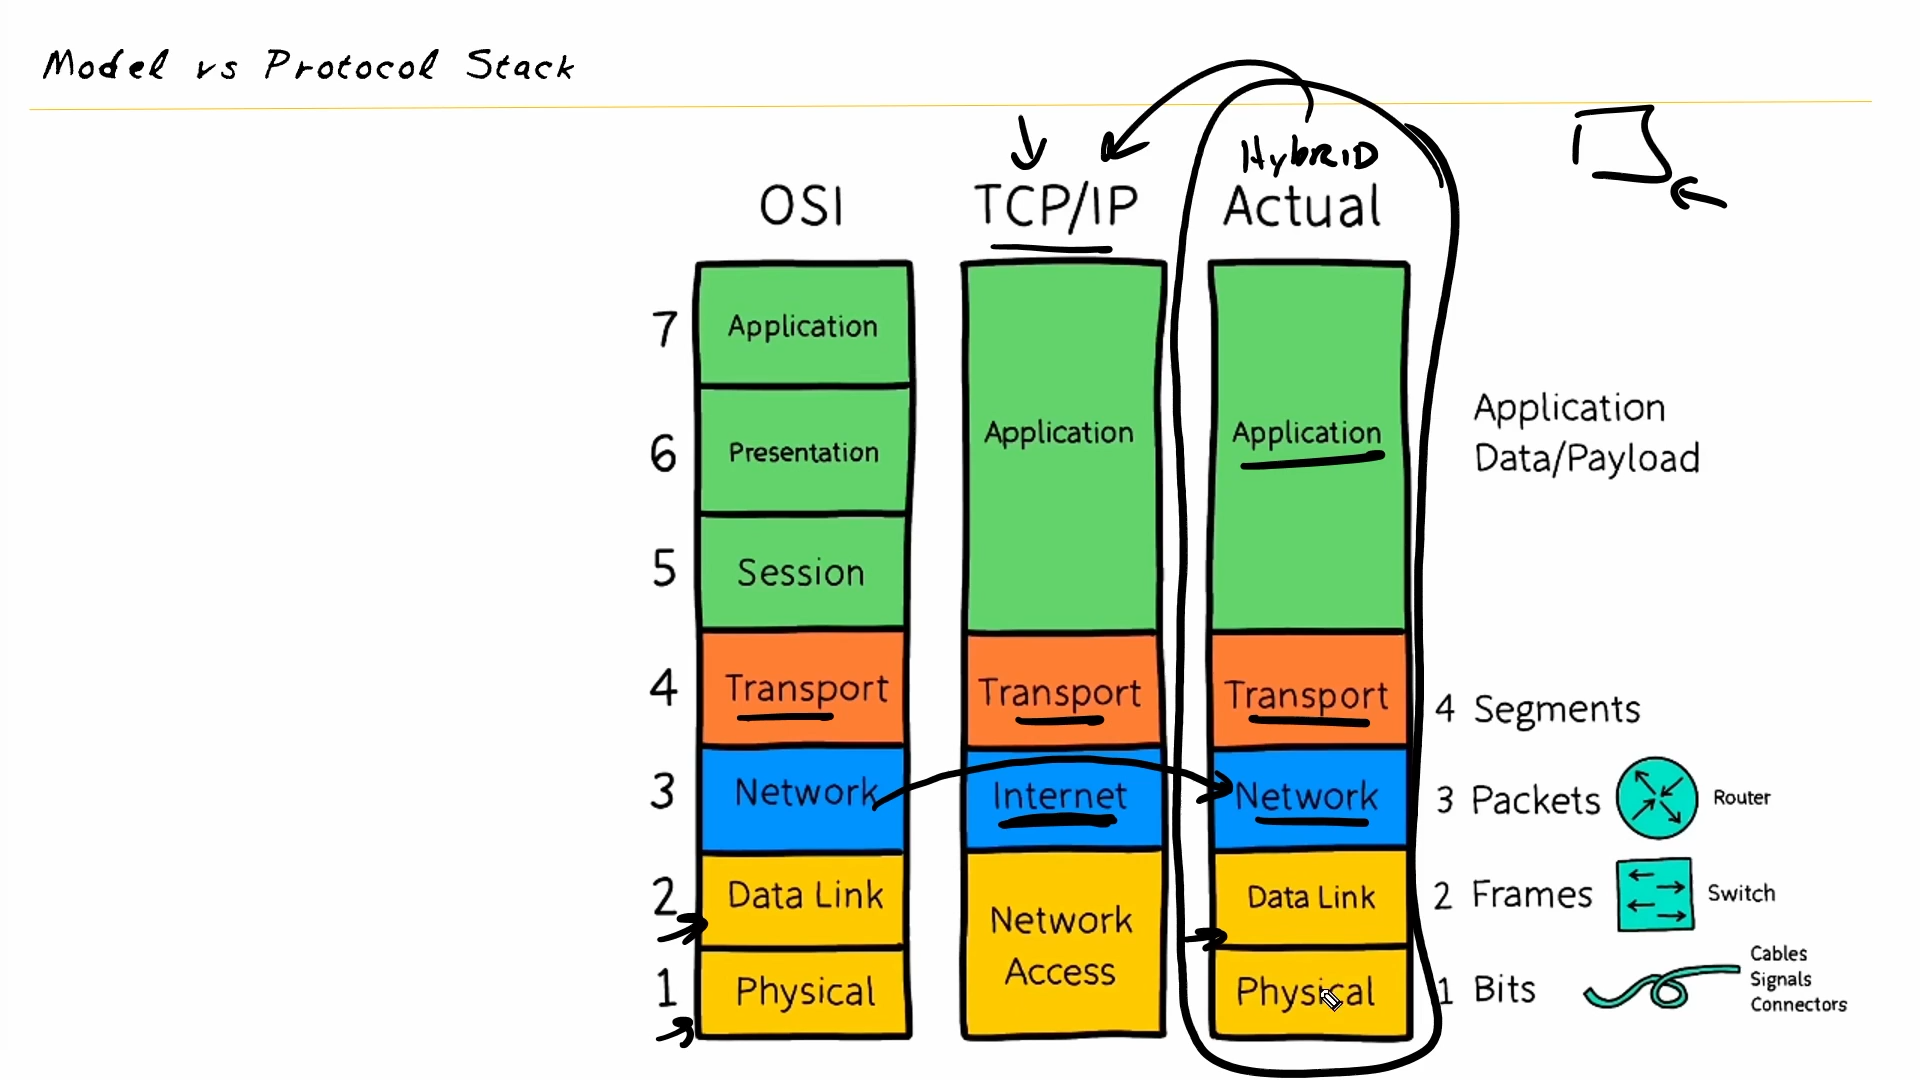 Model vs Protocol Stack
HybRID
OSI
TCP/IP
Actual
7
Application
6
Presentation
5
Session
4
Transport
3
Network
2
Data Link
1
Physical
Application
Transport
Internet
Network
Access
Application
Transport
Network
Data Link
Physical
Application
Data/Payload
4 Segments
3 Packets
Router
2 Frames
Switch
1 Bits
Cables
Signals
Connectors